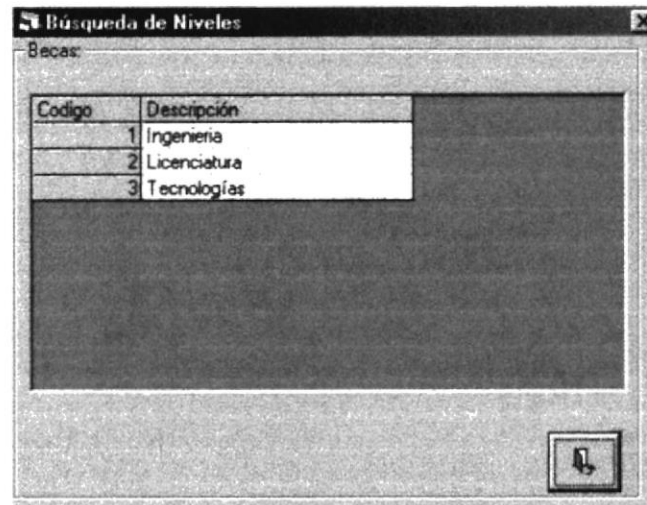 Búsqueda de Niveles
Becas:
Codigo Descripción
1 Ingenieria
2 Licenciatura
3 Tecnologías